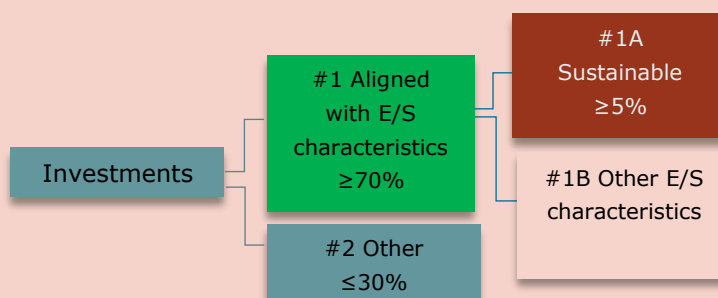 Investments
#1 Aligned
with E/S
characteristics
≥70%
#2 Other
≤30%
#1A
Sustainable
≥5%
#1B Other E/S
characteristics